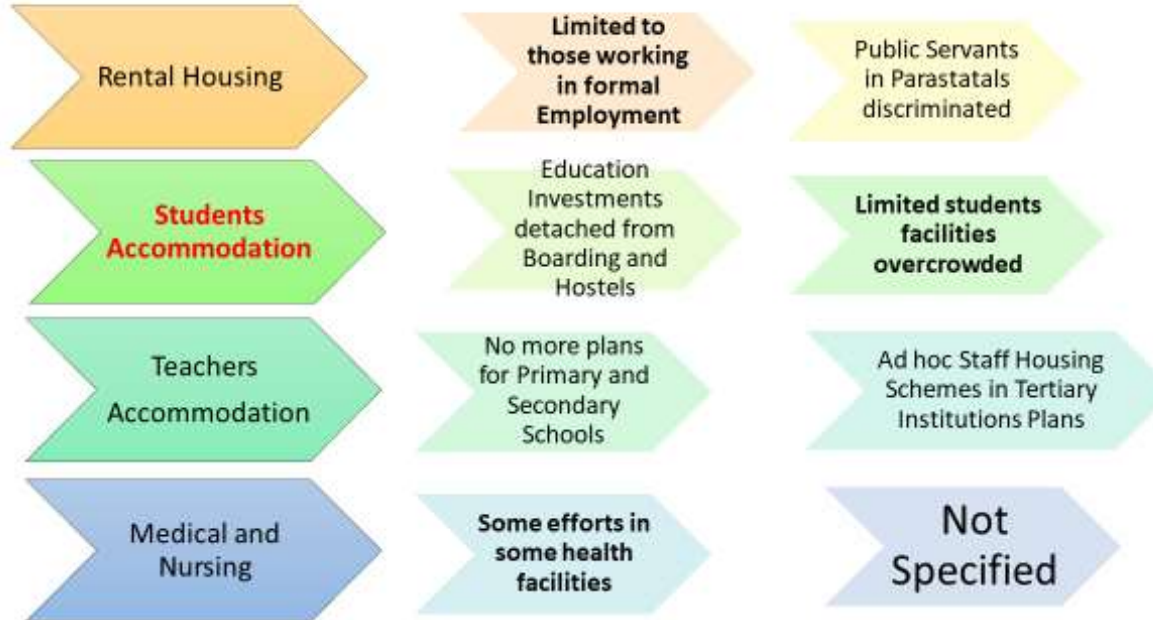 Rental Housing
Limited to
those working
in formal
Employment
Public Servants
in Parastatals
discriminated
Students
Accommodation
Education
Investments
detached from
Boarding and
Hostels
Limited students
facilities
overcrowded
Teachers
Accommodation
No more plans
for Primary and
Secondary
Schools
Ad hoc Staff Housing
Schemes in Tertiary
Institutions Plans
Medical and
Nursing
Some efforts in
some health
facilities
Not
Specified